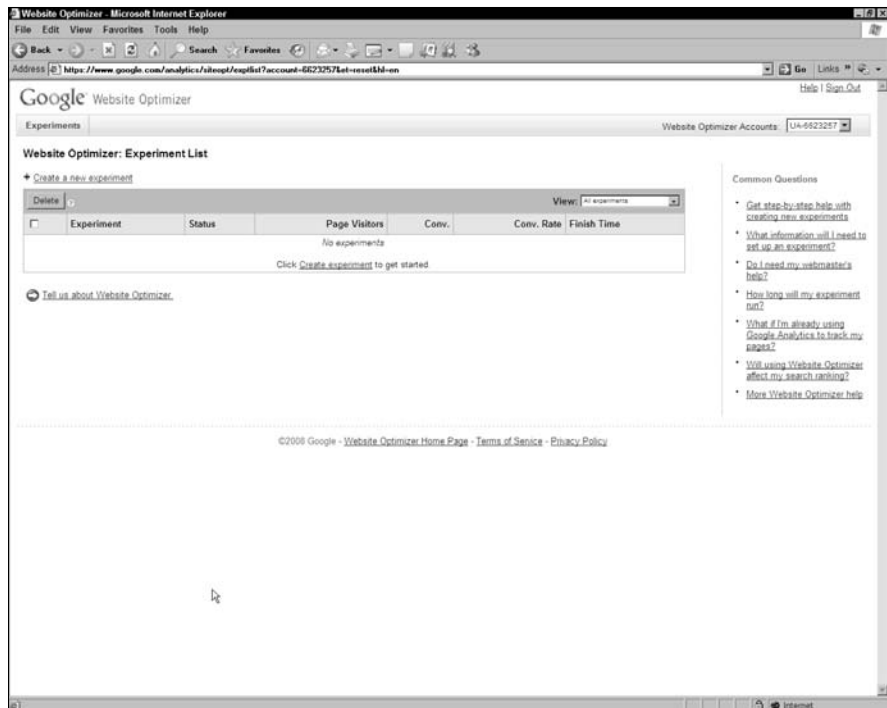 Website Optimizer - Microsoft Internet Explorer
File Edit View Favorites Tools Help
Back Search Favorites
Address https://www.google.com/analytics/siteopt/exptlist?account=6623257&et=reset&hl=en Go Links »
Google Website Optimizer
Help | Sign Out
Experiments
Website Optimizer Accounts: UA-6623257
Website Optimizer: Experiment List
+ Create a new experiment
Delete ? View: All experiments
Experiment Status Page Visitors Conv. Conv. Rate Finish Time
No experiments
Click Create experiment to get started
Tell us about Website Optimizer.
Common Questions
Get step-by-step help with
creating new experiments
What information will I need to
set up an experiment?
Do I need my webmaster's
help?
How long will my experiment
run?
What if I'm already using
Google Analytics to track my
pages?
Will using Website Optimizer
affect my search ranking?
More Website Optimizer help
©2008 Google - Website Optimizer Home Page - Terms of Service - Privacy Policy
Internet